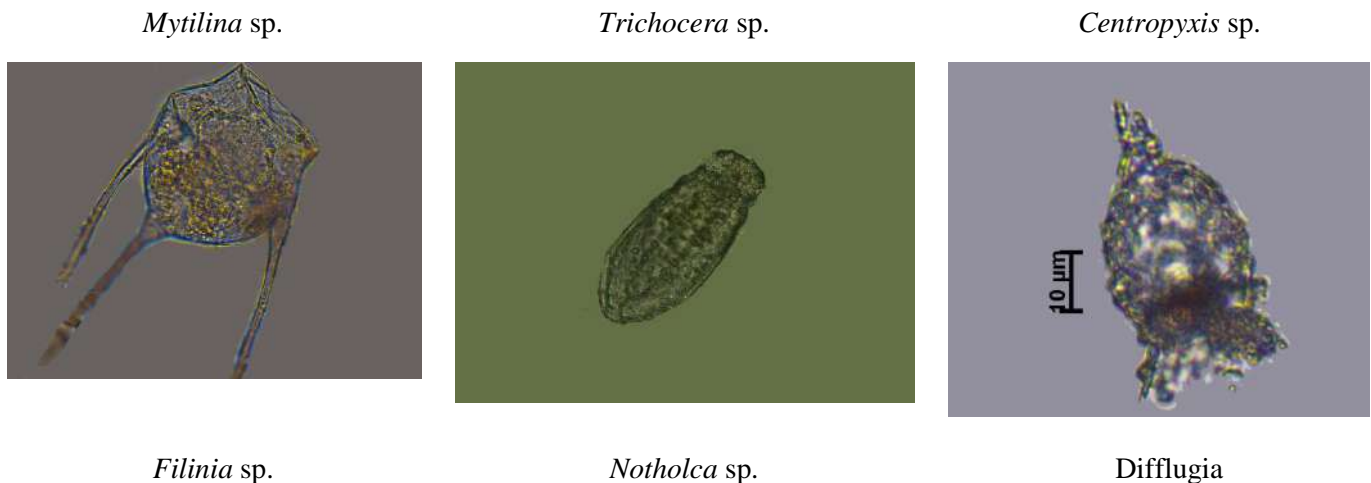 Mytilina sp.
Trichocera sp.
Centropyxis sp.
10 µm
Filinia sp.
Notholca sp.
Difflugia